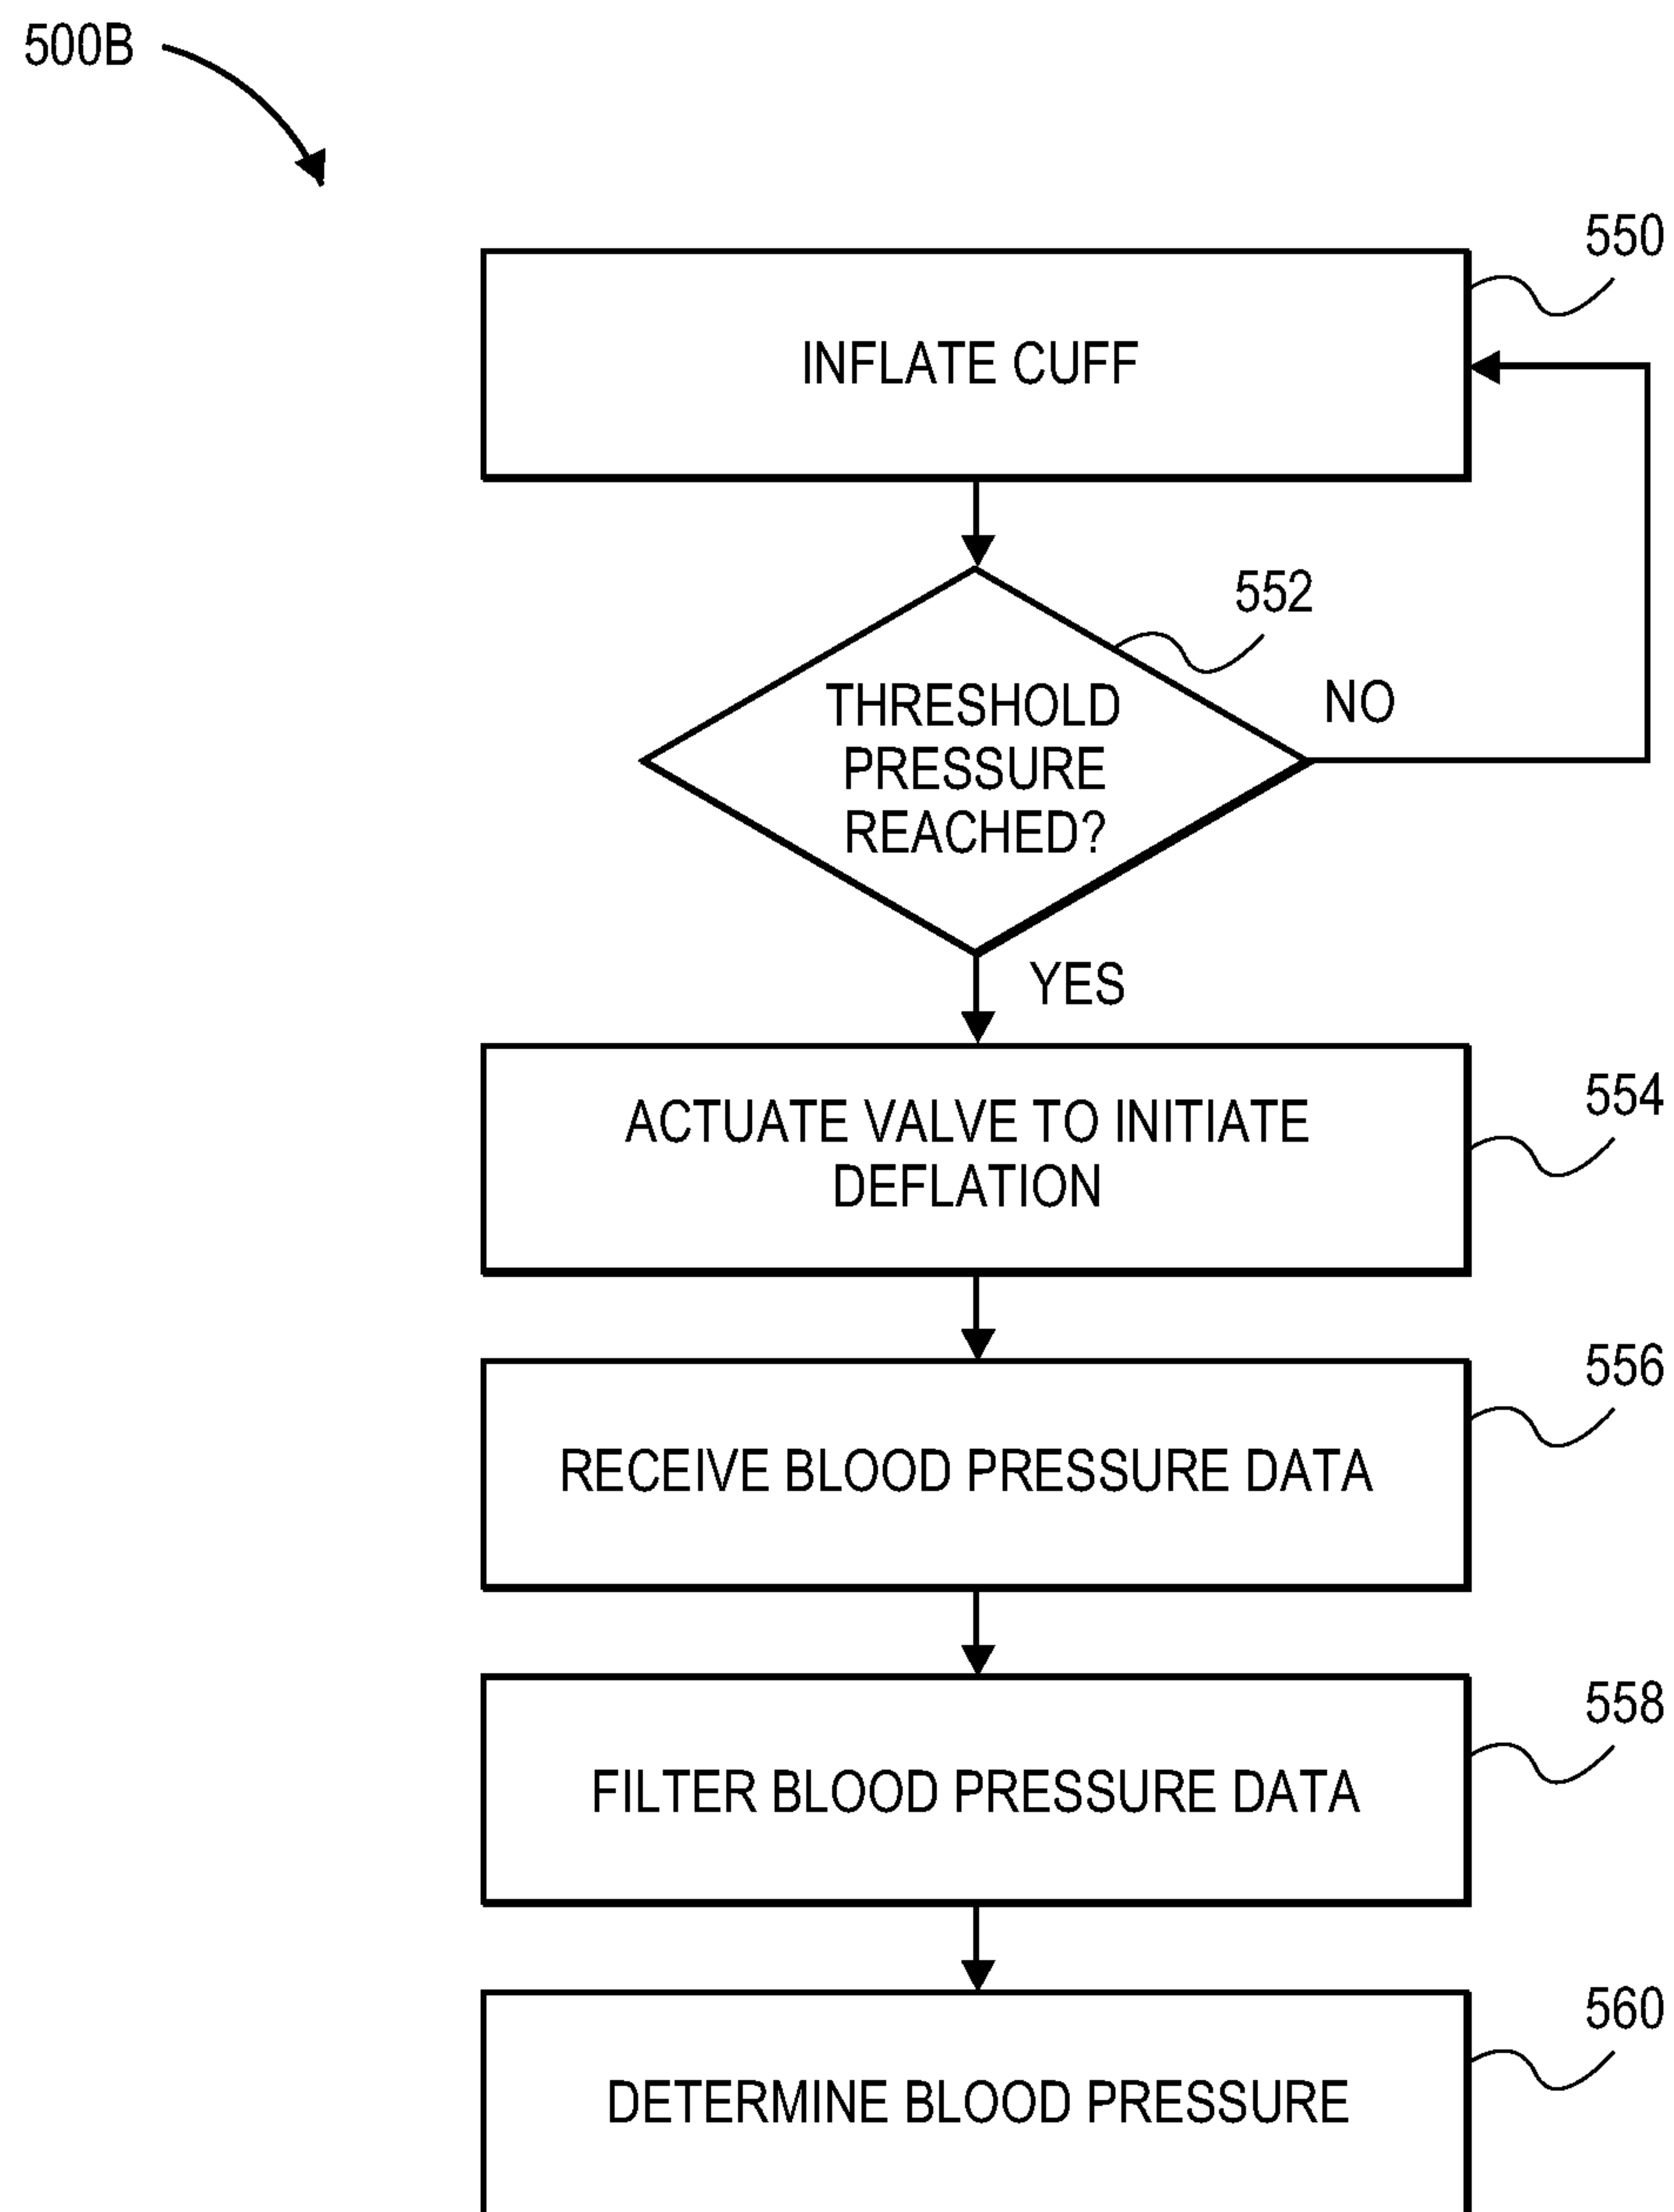 500B
550
INFLATE CUFF
552
THRESHOLD
PRESSURE
REACHED?
NO
YES
554
ACTUATE VALVE TO INITIATE
DEFLATION
556
RECEIVE BLOOD PRESSURE DATA
558
FILTER BLOOD PRESSURE DATA
560
DETERMINE BLOOD PRESSURE